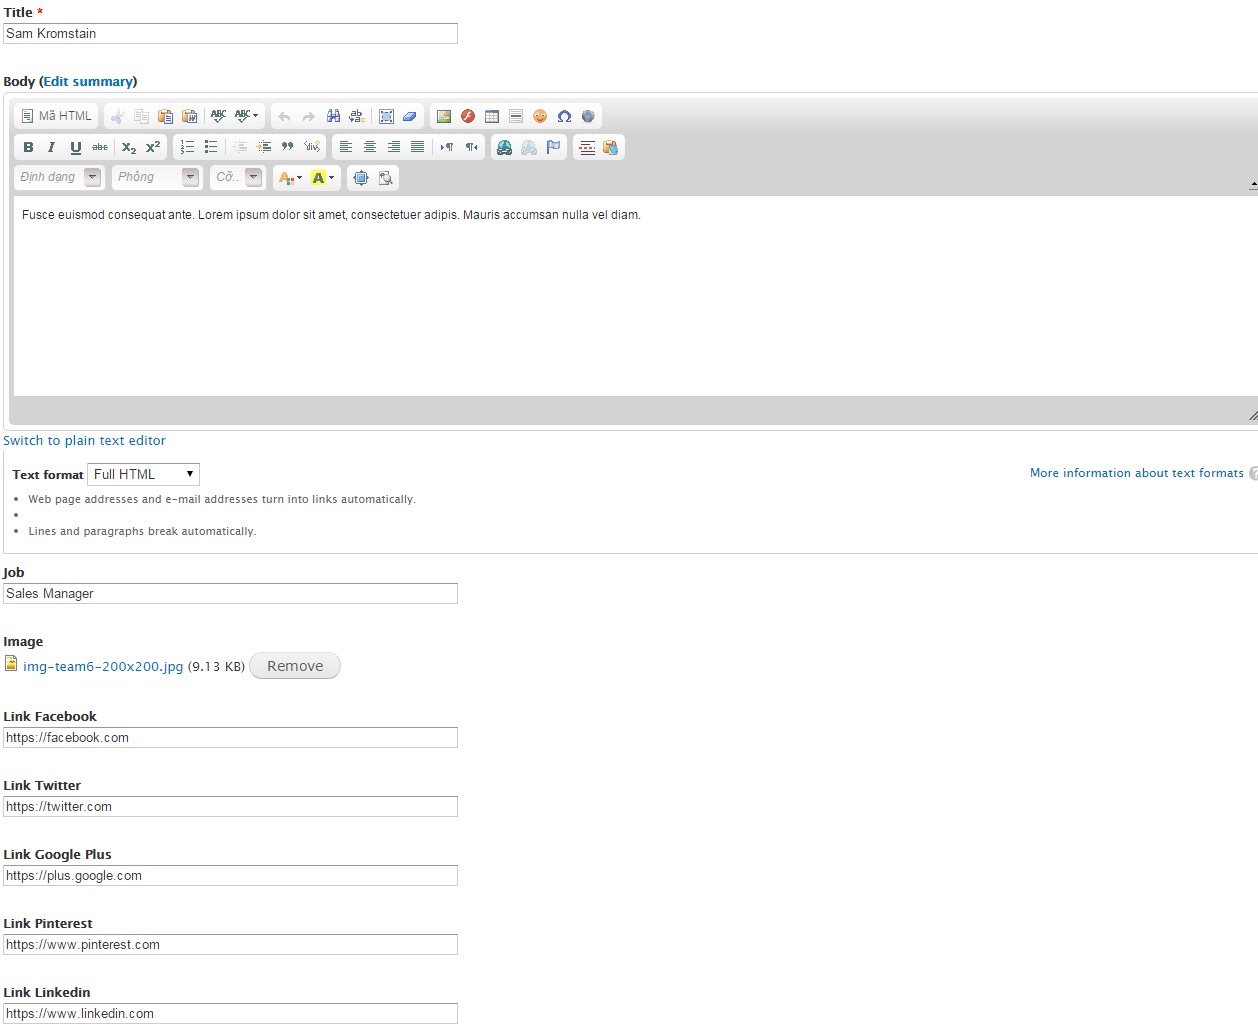 Title *
Sam Kromstain
Body (Edit summary)
Mã HTML
ABC ABC
B I U abc X₂ X²
Định dạng Phông Cỡ.. A A
Fusce euismod consequat ante. Lorem ipsum dolor sit amet, consectetuer adipis. Mauris accumsan nulla vel diam.
Switch to plain text editor
Text format Full HTML More information about text formats ?
Web page addresses and e-mail addresses turn into links automatically.
Lines and paragraphs break automatically.
Job
Sales Manager
Image
img-team6-200x200.jpg (9.13 KB) Remove
Link Facebook
https://facebook.com
Link Twitter
https://twitter.com
Link Google Plus
https://plus.google.com
Link Pinterest
https://www.pinterest.com
Link Linkedin
https://www.linkedin.com